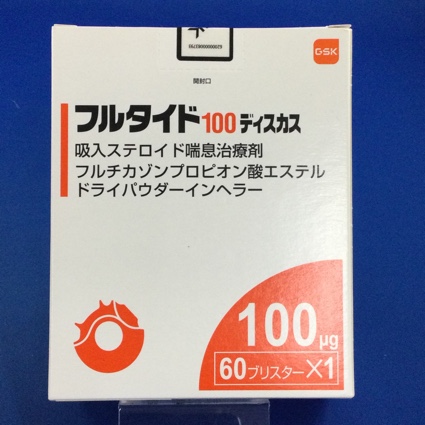 GSK
開封口
フルタイド100ディスカス
吸入ステロイド喘息治療剤
フルチカゾンプロピオン酸エステル
ドライパウダーインヘラー
100μg
60ブリスター×1